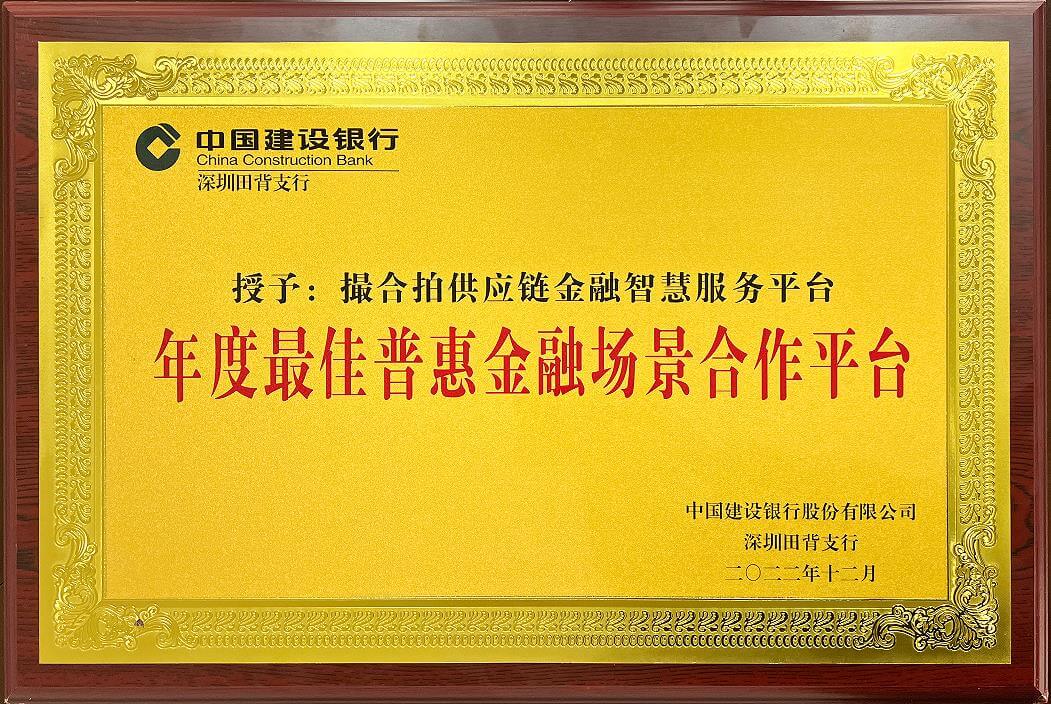 中国建设银行
China Construction Bank
深圳田背支行
授予：撮合拍供应链金融智慧服务平台
年度最佳普惠金融场景合作平台
中国建设银行股份有限公司
深圳田背支行
二〇二二年十二月